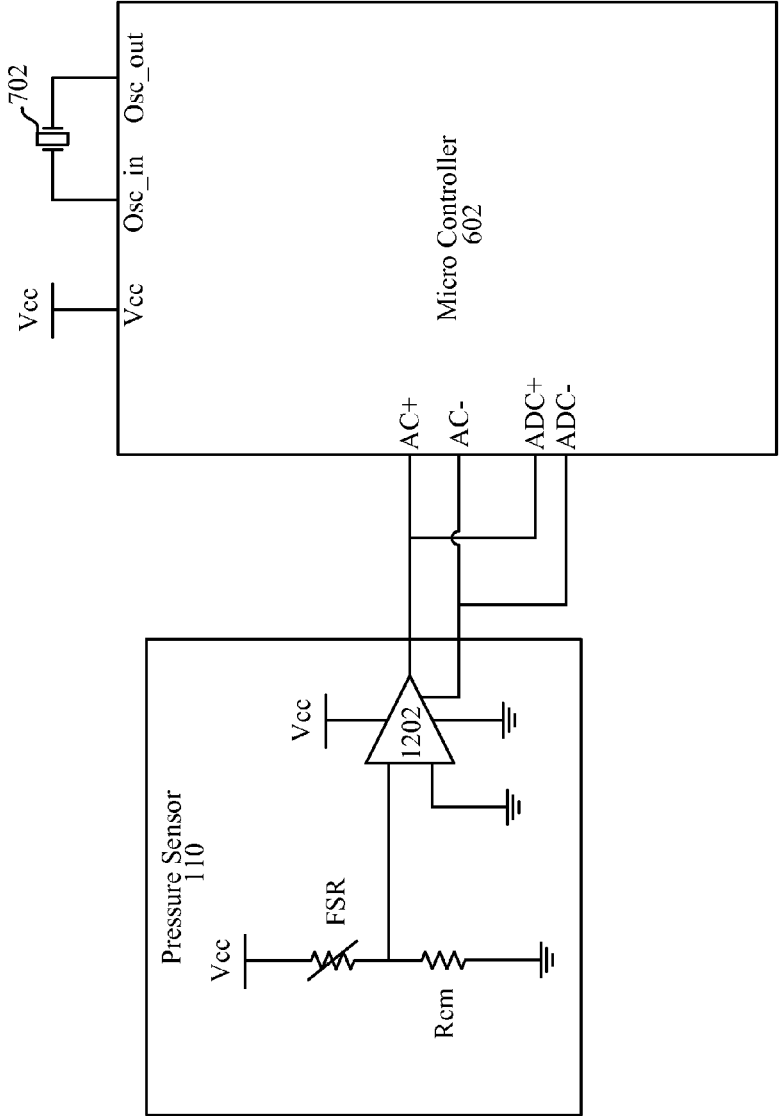 702
Vcc
Vcc
Osc_in
Osc_out
Micro Controller
602
AC+
AC-
ADC+
ADC-
Pressure Sensor
110
Vcc
FSR
Rcm
Vcc
1202